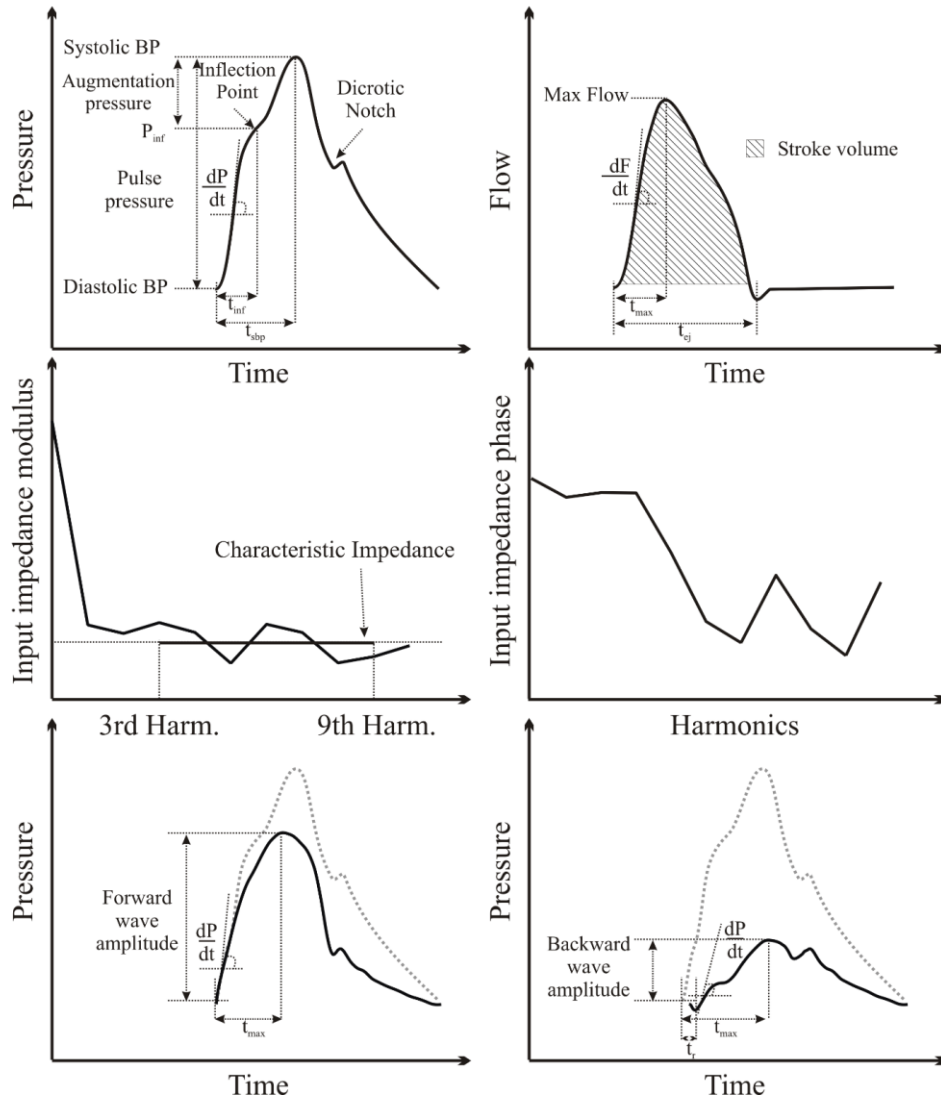 Systolic BP
Augmentation
pressure
Inflection
Point
Dicrotic
Notch
P inf
Pulse
pressure
dP
dt
Diastolic BP
t inf
t sbp
Pressure
Time
Max Flow
Stroke volume
dF
dt
t max
t ej
Flow
Time
Input impedance modulus
Characteristic Impedance
3rd Harm.
9th Harm.
Input impedance phase
Harmonics
Pressure
Forward
wave
amplitude
dP
dt
t max
Time
Pressure
Backward
wave
amplitude
dP
dt
t max
t r
Time